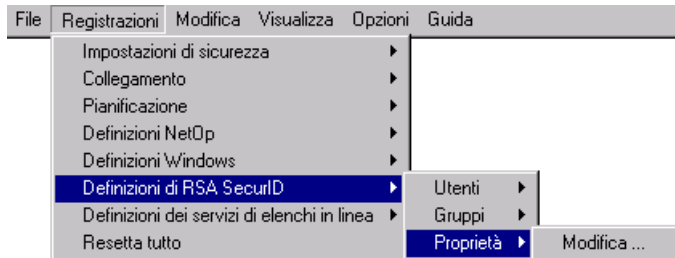 File Registrazioni Modifica Visualizza Opzioni Guida
Impostazioni di sicurezza
Collegamento
Pianificazione
Definizioni NetOp
Definizioni Windows
Definizioni di RSA SecurID Utenti
Definizioni dei servizi di elenchi in linea Gruppi
Resetta tutto Proprietà Modifica ...